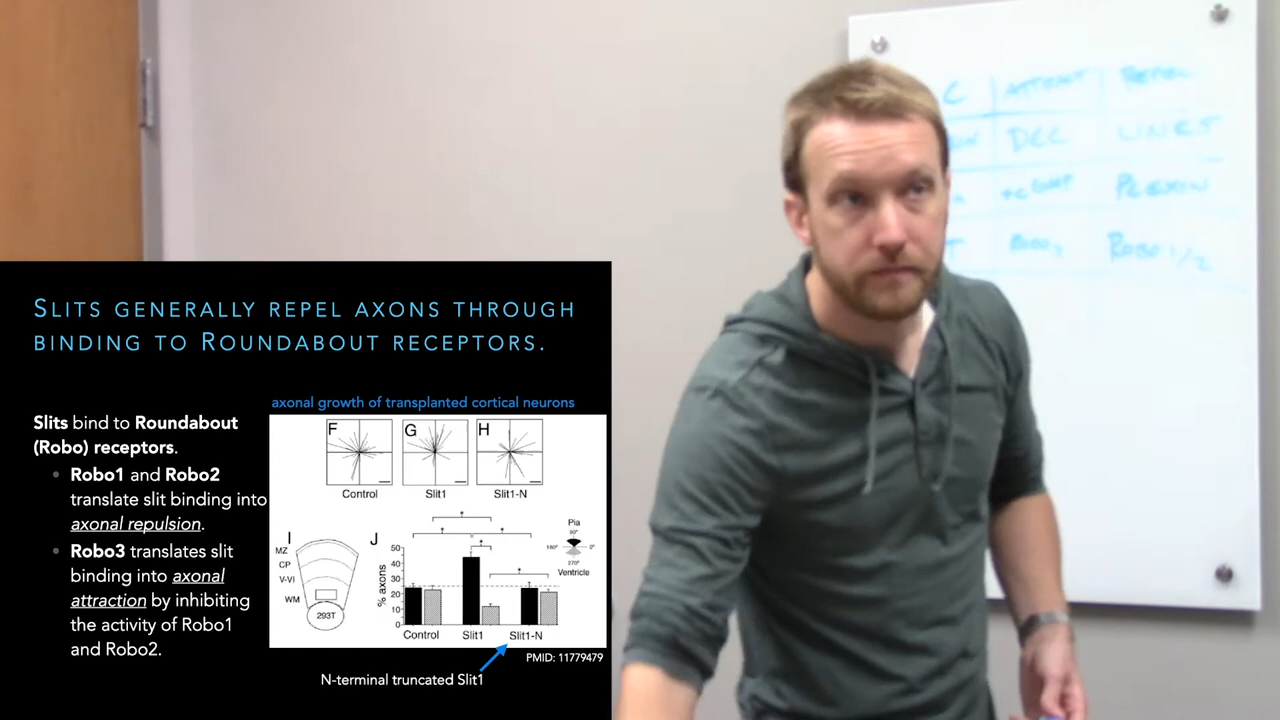 SLITS GENERALLY REPEL AXONS THROUGH
BINDING TO ROUNDABOUT RECEPTORS.
Slits bind to Roundabout
(Robo) receptors.
Robo1 and Robo2
translate slit binding into
axonal repulsion.
Robo3 translates slit
binding into axonal
attraction by inhibiting
the activity of Robo1
and Robo2.
axonal growth of transplanted cortical neurons
F G H
Control Slit1 Slit1-N
I
MZ
CP
V-VI
WM
293T
J
% axons
50
40
30
20
10
0
* * * * *
Control Slit1 Slit1-N
Pia
90°
180° 0°
270°
Ventricle
PMID: 11779479
N-terminal truncated Slit1
C ATTRACT REPEL
DCC UNC5
↑cGMP PLEXIN
ROBO3 ROBO 1/2